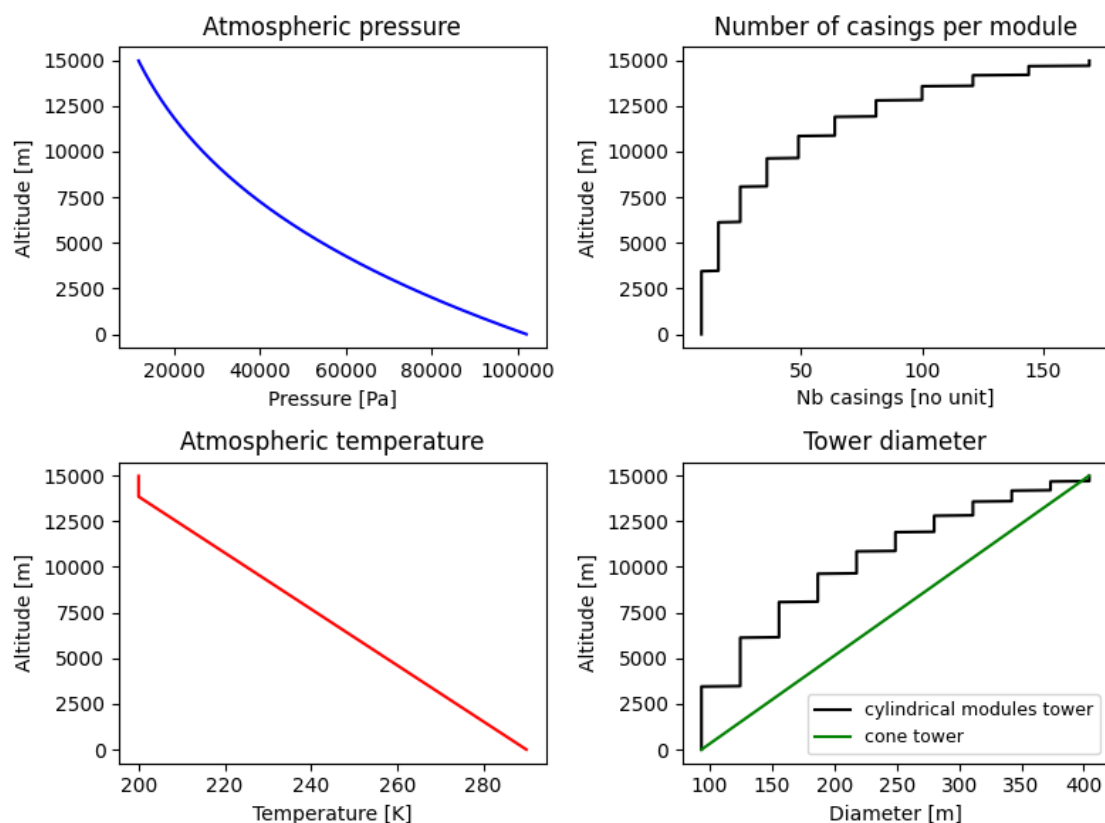 Atmospheric pressure
Altitude [m]
15000
12500
10000
7500
5000
2500
0
20000 40000 60000 80000 100000
Pressure [Pa]
Number of casings per module
Altitude [m]
15000
12500
10000
7500
5000
2500
0
50 100 150
Nb casings [no unit]
Atmospheric temperature
Altitude [m]
15000
12500
10000
7500
5000
2500
0
200 220 240 260 280
Temperature [K]
Tower diameter
Altitude [m]
15000
12500
10000
7500
5000
2500
0
cylindrical modules tower
cone tower
100 150 200 250 300 350 400
Diameter [m]